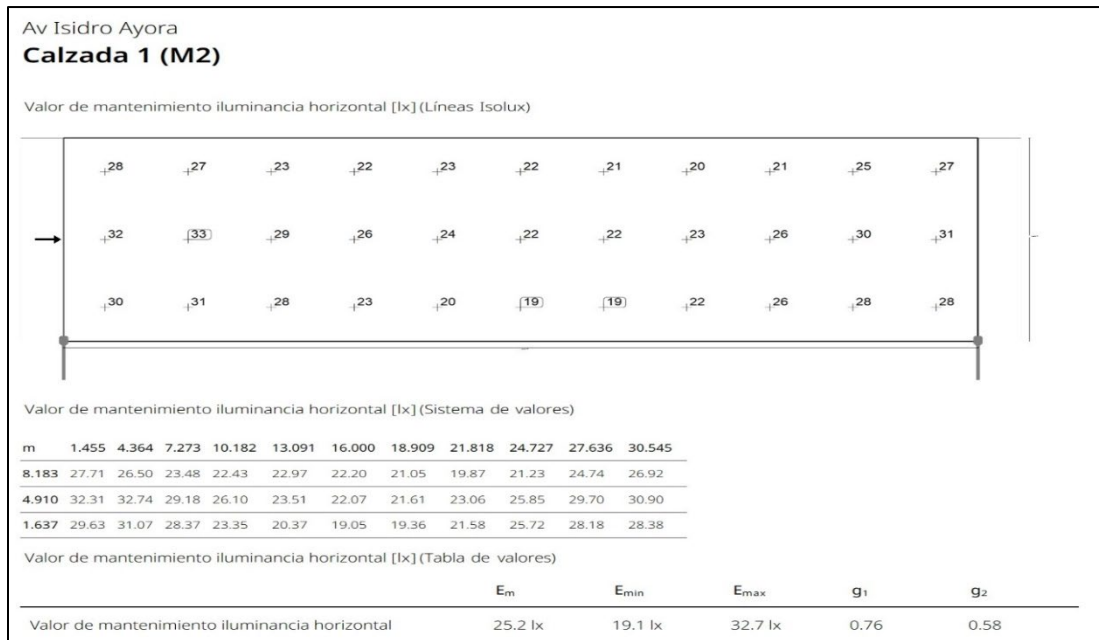 Av Isidro Ayora
Calzada 1 (M2)
Valor de mantenimiento iluminancia horizontal [lx] (Líneas Isolux)
28 27 23 22 23 22 21 20 21 25 27
32 33 29 26 24 22 22 23 26 30 31
30 31 28 23 20 19 19 22 26 28 28
Valor de mantenimiento iluminancia horizontal [lx] (Sistema de valores)
m 1.455 4.364 7.273 10.182 13.091 16.000 18.909 21.818 24.727 27.636 30.545
8.183 27.71 26.50 23.48 22.43 22.97 22.20 21.05 19.87 21.23 24.74 26.92
4.910 32.31 32.74 29.18 26.10 23.51 22.07 21.61 23.06 25.85 29.70 30.90
1.637 29.63 31.07 28.37 23.35 20.37 19.05 19.36 21.58 25.72 28.18 28.38
Valor de mantenimiento iluminancia horizontal [lx] (Tabla de valores)
Em Emin Emax g1 g2
Valor de mantenimiento iluminancia horizontal 25.2 lx 19.1 lx 32.7 lx 0.76 0.58